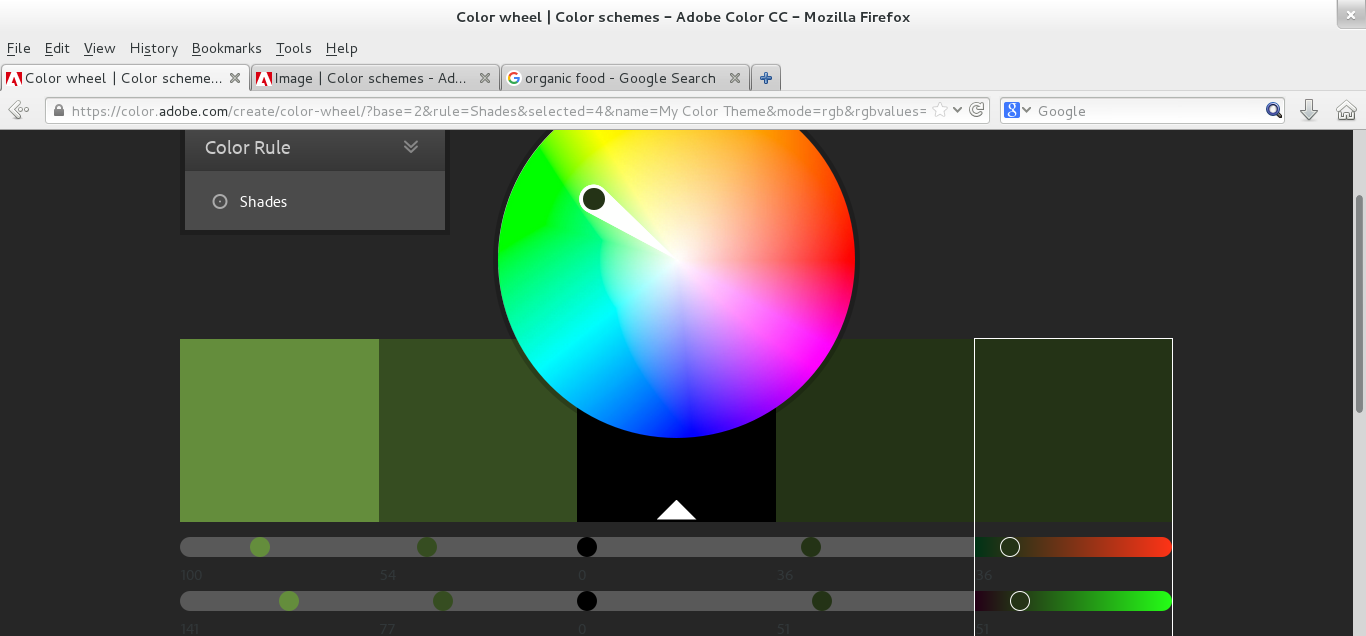 Color wheel | Color schemes - Adobe Color CC - Mozilla Firefox
File Edit View History Bookmarks Tools Help
Color wheel | Color scheme... Image | Color schemes - Ad... organic food - Google Search
https://color.adobe.com/create/color-wheel/?base=2&rule=Shades&selected=4&name=My Color Theme&mode=rgb&rgbvalues= Google
Color Rule
Shades
100 54 0 36 36
141 77 0 51 51